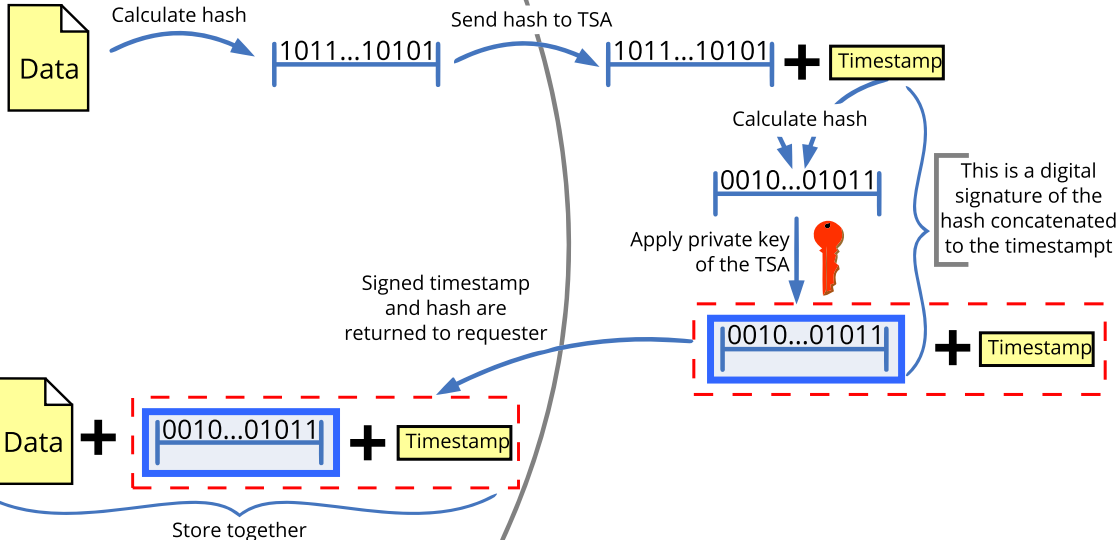 Calculate hash
Send hash to TSA
Data
1011...10101
1011...10101
Timestamp
Calculate hash
0010...01011
This is a digital
signature of the
hash concatenated
to the timestampt
Apply private key
of the TSA
Signed timestamp
and hash are
returned to requester
0010...01011
Timestamp
Data
0010...01011
Timestamp
Store together